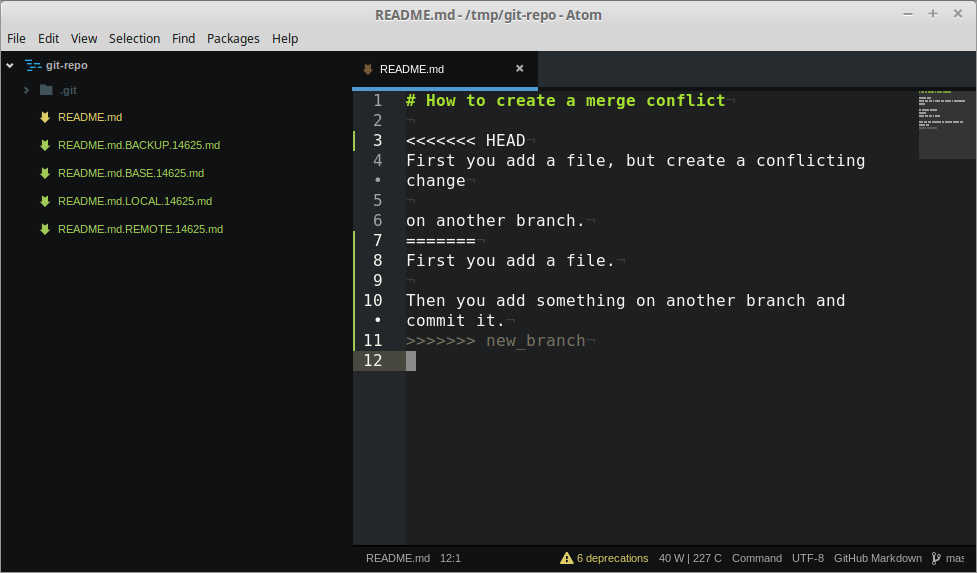 README.md - /tmp/git-repo - Atom
File Edit View Selection Find Packages Help
git-repo
.git
README.md
README.md.BACKUP.14625.md
README.md.BASE.14625.md
README.md.LOCAL.14625.md
README.md.REMOTE.14625.md
README.md
1 # How to create a merge conflict¬
2 ¬
3 <<<<<<< HEAD¬
4 First you add a file, but create a conflicting
• change¬
5 ¬
6 on another branch.¬
7 =======¬
8 First you add a file.¬
9 ¬
10 Then you add something on another branch and
• commit it.¬
11 >>>>>>> new_branch¬
12
README.md 12:1 6 deprecations 40 W | 227 C Command UTF-8 GitHub Markdown mas